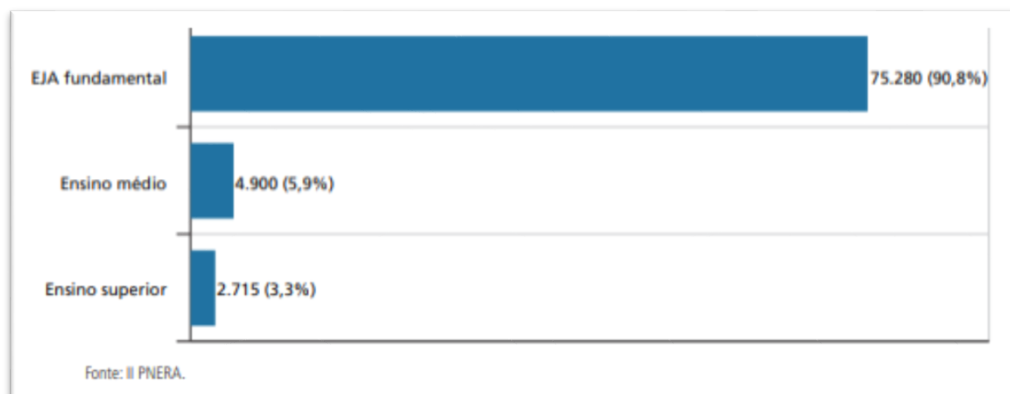 EJA fundamental 75.280 (90,8%)
Ensino médio 4.900 (5,9%)
Ensino superior 2.715 (3,3%)
Fonte: II PNERA.